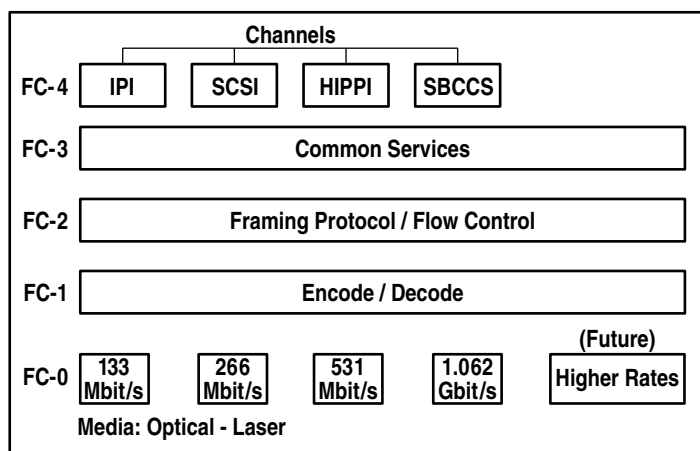 Channels
FC-4 IPI SCSI HIPPI SBCCS
FC-3 Common Services
FC-2 Framing Protocol / Flow Control
FC-1 Encode / Decode
(Future)
FC-0 133 Mbit/s 266 Mbit/s 531 Mbit/s 1.062 Gbit/s Higher Rates
Media: Optical - Laser